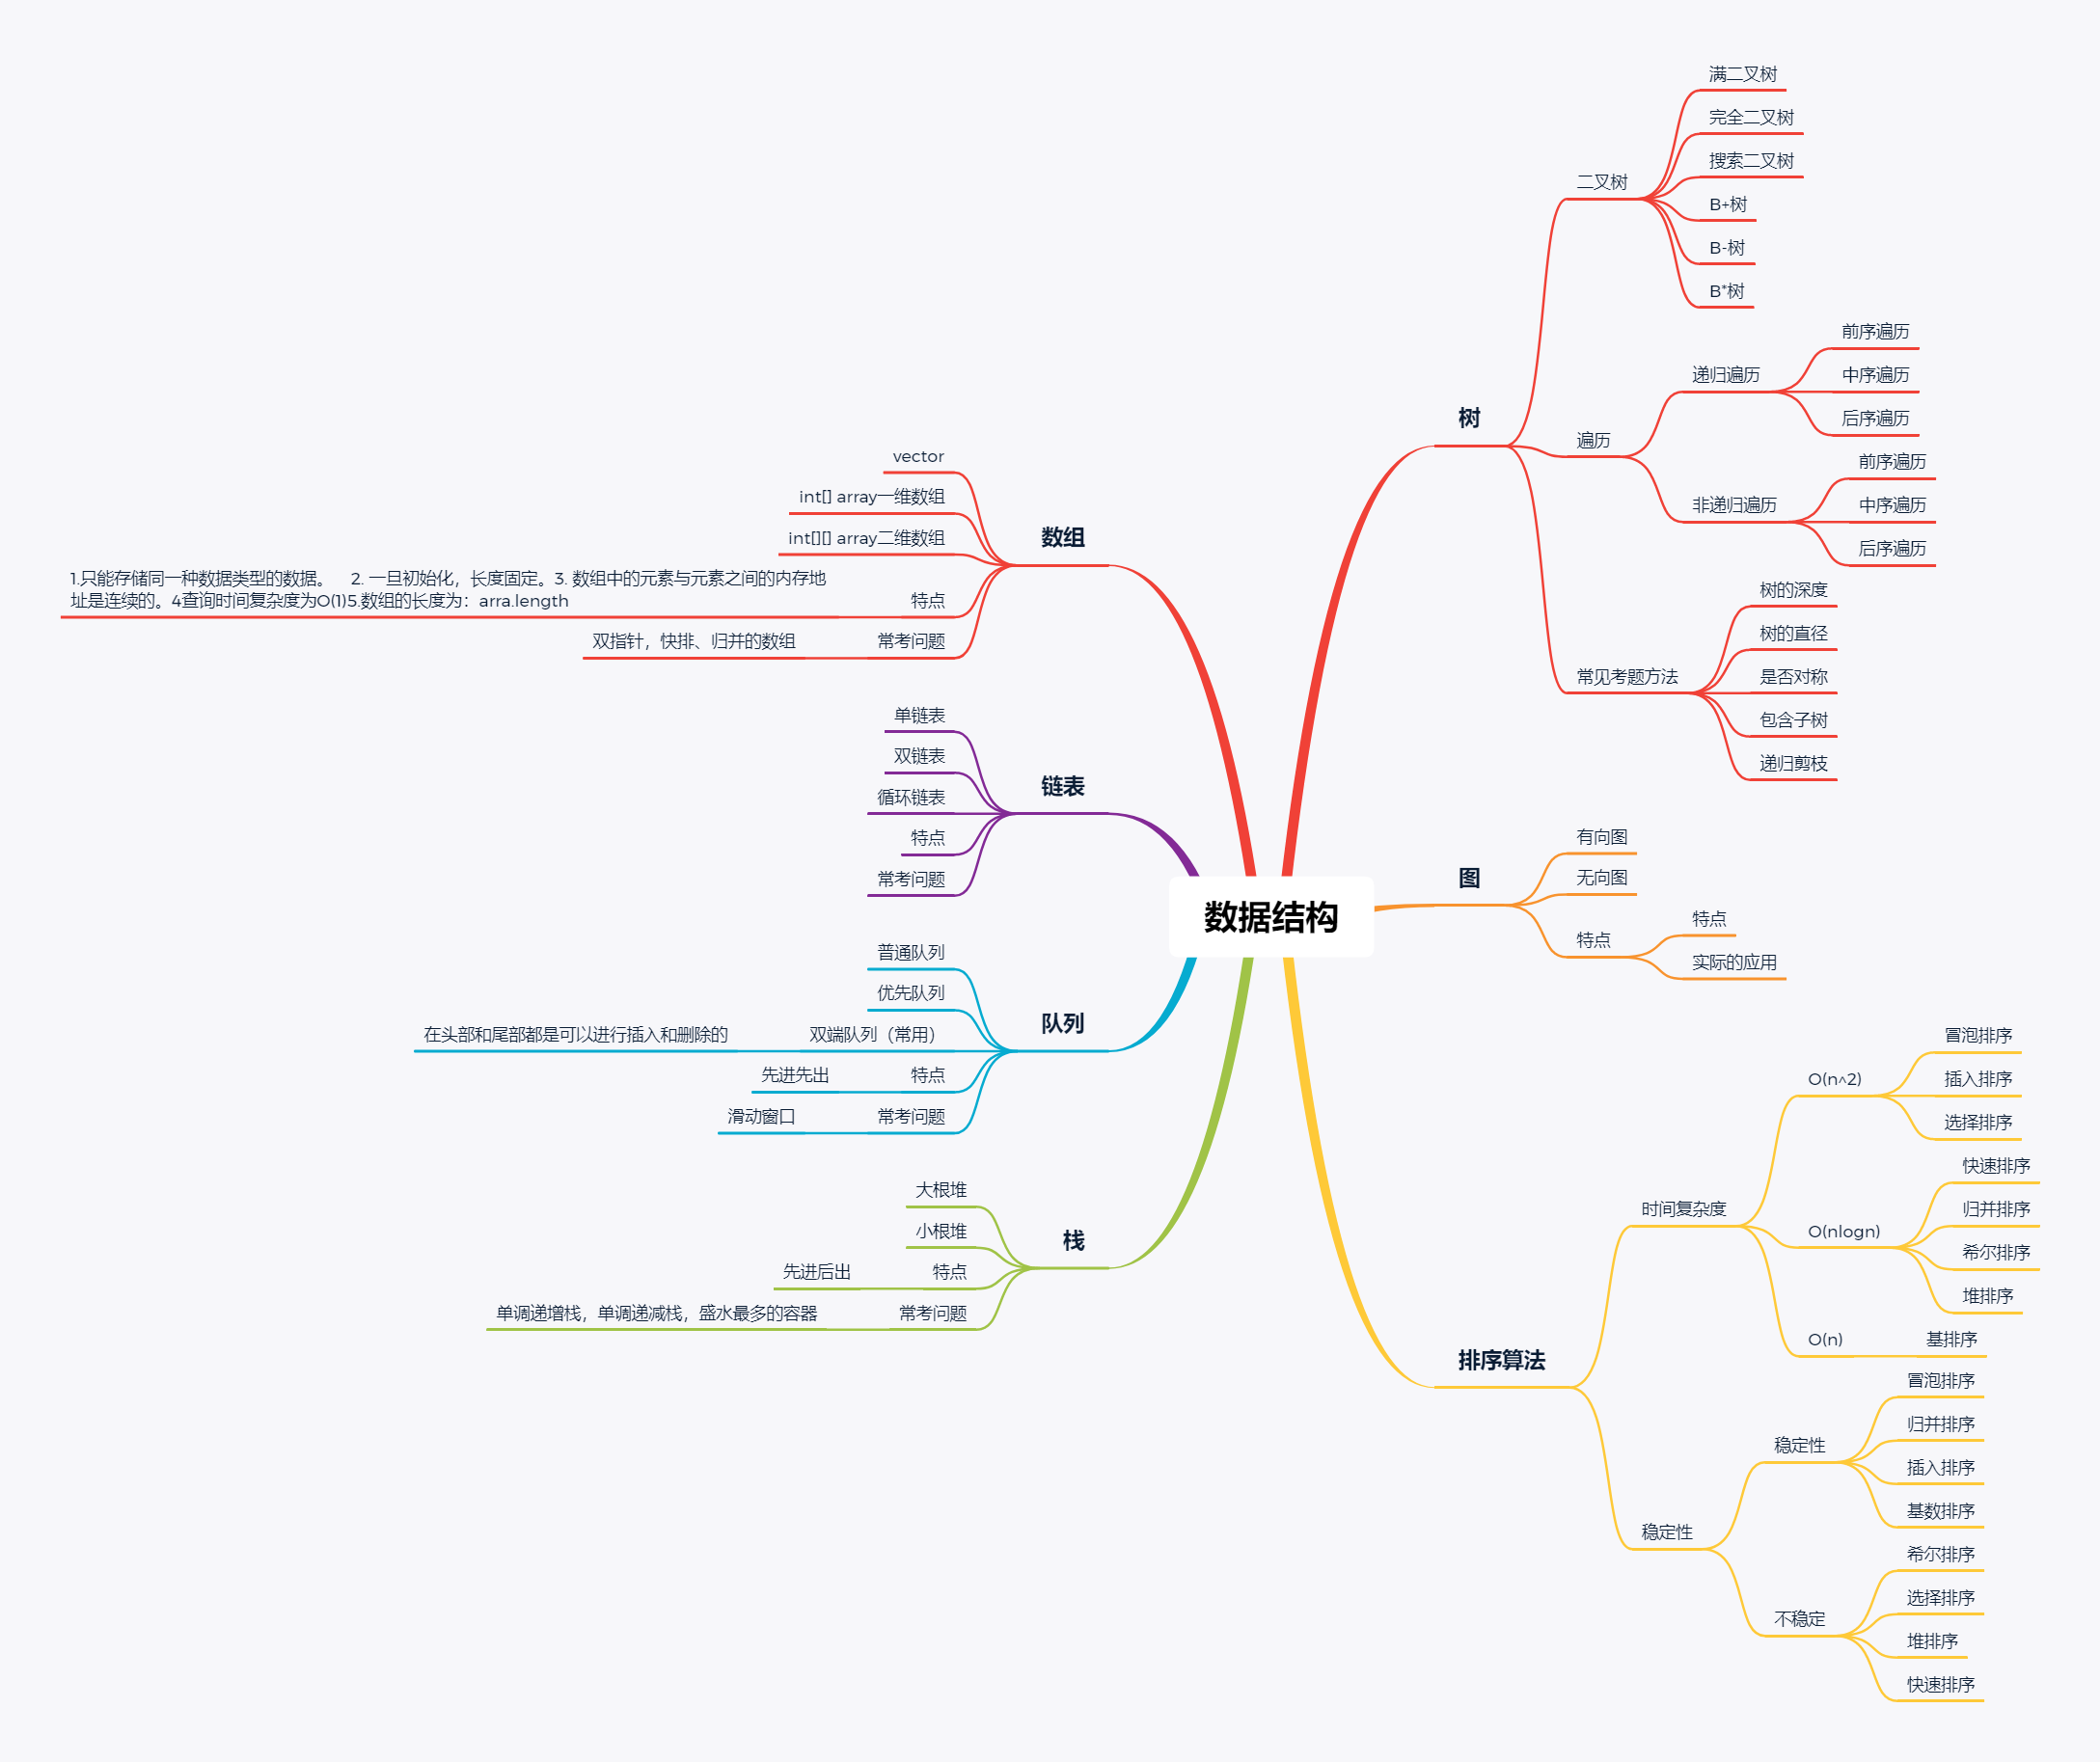 数据结构
树
二叉树
满二叉树
完全二叉树
搜索二叉树
B+树
B-树
B*树
遍历
递归遍历
前序遍历
中序遍历
后序遍历
非递归遍历
前序遍历
中序遍历
后序遍历
常见考题方法
树的深度
树的直径
是否对称
包含子树
递归剪枝
图
有向图
无向图
特点
特点
实际的应用
排序算法
时间复杂度
O(n^2)
冒泡排序
插入排序
选择排序
O(nlogn)
快速排序
归并排序
希尔排序
堆排序
O(n)
基排序
稳定性
稳定性
冒泡排序
归并排序
插入排序
基数排序
不稳定
希尔排序
选择排序
堆排序
快速排序
数组
vector
int[] array一维数组
int[][] array二维数组
特点
1.只能存储同一种数据类型的数据。 2. 一旦初始化，长度固定。3. 数组中的元素与元素之间的内存地
址是连续的。4查询时间复杂度为O(1)5.数组的长度为：arra.length
常考问题
双指针，快排、归并的数组
链表
单链表
双链表
循环链表
特点
常考问题
队列
普通队列
优先队列
双端队列（常用）
在头部和尾部都是可以进行插入和删除的
特点
先进先出
常考问题
滑动窗口
栈
大根堆
小根堆
特点
先进后出
常考问题
单调递增栈，单调递减栈，盛水最多的容器